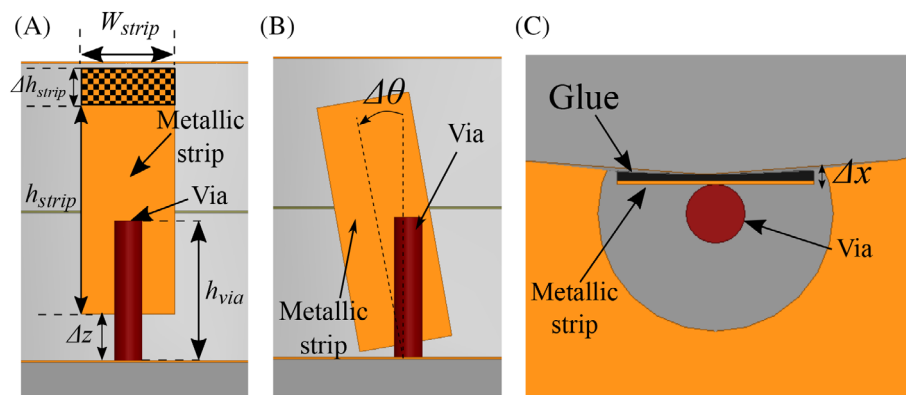 (A)
W_strip
Δh_strip
Metallic
strip
h_strip
Via
h_via
Δz
(B)
Δθ
Via
Metallic
strip
(C)
Glue
Δx
Metallic
strip
Via